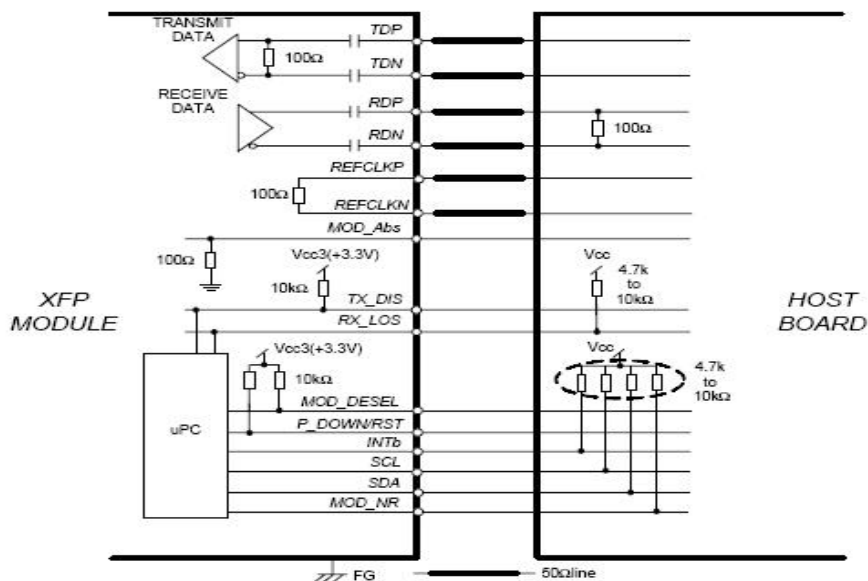 TRANSMIT
DATA
TDP
100Ω
TDN
RECEIVE
DATA
RDP
RDN
100Ω
REFCLKP
100Ω
REFCLKN
MOD_Abs
100Ω
Vcc3(+3.3V)
10kΩ
TX_DIS
RX_LOS
Vcc
4.7k
to
10kΩ
XFP
MODULE
HOST
BOARD
Vcc3(+3.3V)
10kΩ
Vcc
4.7k
to
10kΩ
uPC
MOD_DESEL
P_DOWN/RST
INTb
SCL
SDA
MOD_NR
FG
50Ωline